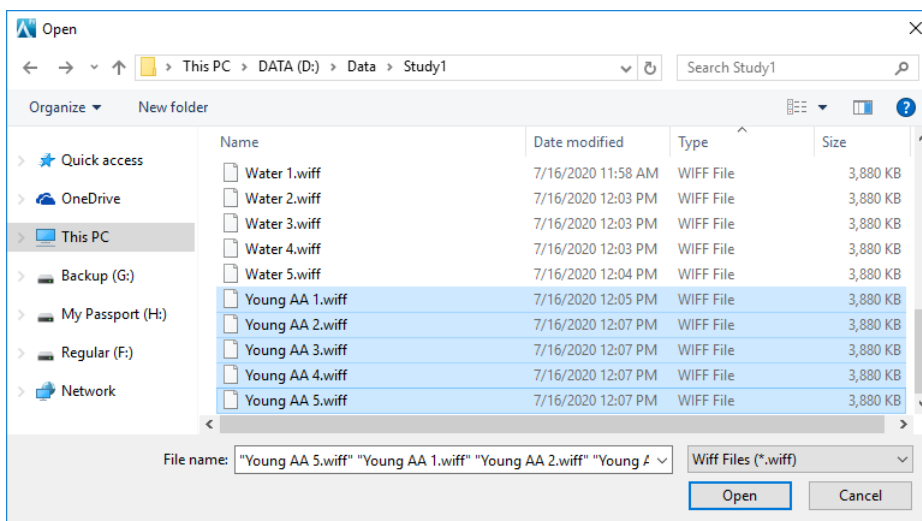 Open
This PC > DATA (D:) > Data > Study1
Search Study1
Organize
New folder
Name Date modified Type Size
Quick access
OneDrive
This PC
Backup (G:)
My Passport (H:)
Regular (F:)
Network
Water 1.wiff 7/16/2020 11:58 AM WIFF File 3,880 KB
Water 2.wiff 7/16/2020 12:03 PM WIFF File 3,880 KB
Water 3.wiff 7/16/2020 12:03 PM WIFF File 3,880 KB
Water 4.wiff 7/16/2020 12:03 PM WIFF File 3,880 KB
Water 5.wiff 7/16/2020 12:04 PM WIFF File 3,880 KB
Young AA 1.wiff 7/16/2020 12:05 PM WIFF File 3,880 KB
Young AA 2.wiff 7/16/2020 12:07 PM WIFF File 3,880 KB
Young AA 3.wiff 7/16/2020 12:07 PM WIFF File 3,880 KB
Young AA 4.wiff 7/16/2020 12:07 PM WIFF File 3,880 KB
Young AA 5.wiff 7/16/2020 12:07 PM WIFF File 3,880 KB
File name: "Young AA 5.wiff" "Young AA 1.wiff" "Young AA 2.wiff" "Young A
Wiff Files (*.wiff)
Open
Cancel